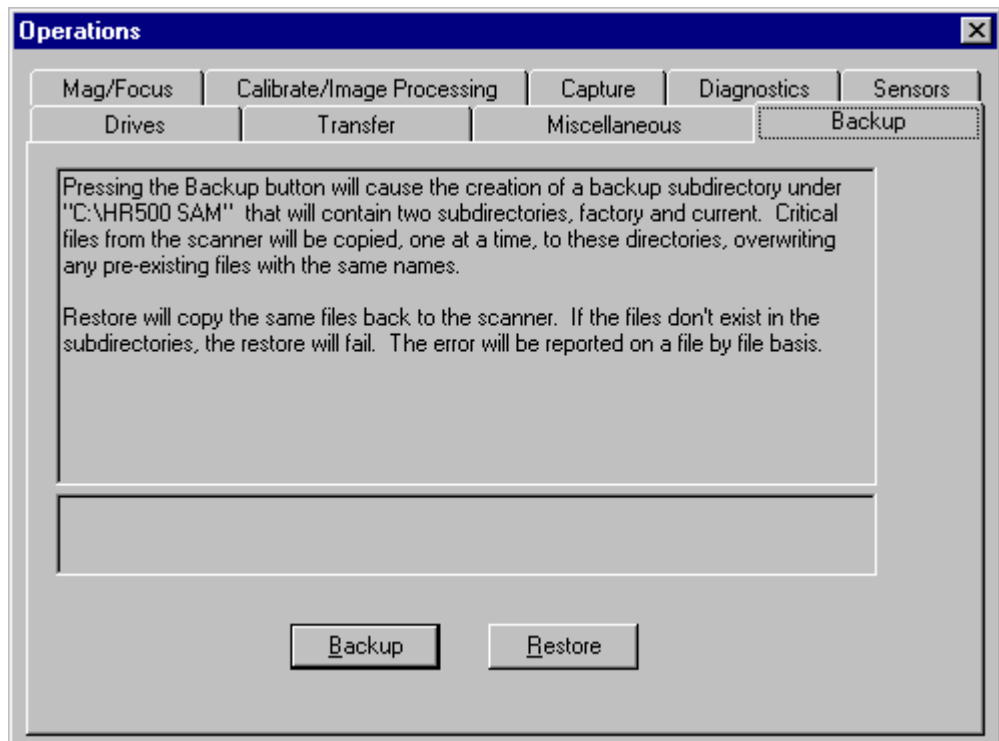 Operations
Mag/Focus Calibrate/Image Processing Capture Diagnostics Sensors
Drives Transfer Miscellaneous Backup
Pressing the Backup button will cause the creation of a backup subdirectory under
"C:\HR500 SAM"  that will contain two subdirectories, factory and current.  Critical
files from the scanner will be copied, one at a time, to these directories, overwriting
any pre-existing files with the same names.
Restore will copy the same files back to the scanner.  If the files don't exist in the
subdirectories, the restore will fail.  The error will be reported on a file by file basis.
Backup Restore